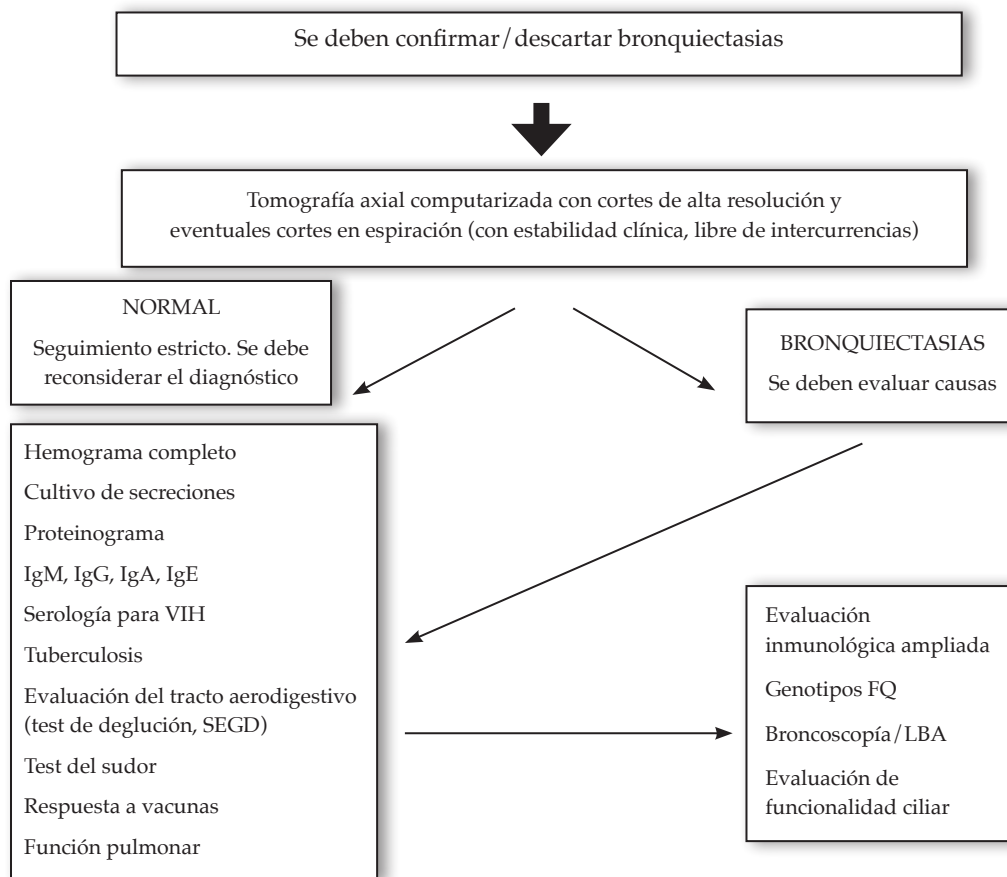 Se deben confirmar/descartar bronquiectasias
Tomografía axial computarizada con cortes de alta resolución y
eventuales cortes en espiración (con estabilidad clínica, libre de intercurrencias)
NORMAL
Seguimiento estricto. Se debe
reconsiderar el diagnóstico
BRONQUIECTASIAS
Se deben evaluar causas
Hemograma completo
Cultivo de secreciones
Proteinograma
IgM, IgG, IgA, IgE
Serología para VIH
Tuberculosis
Evaluación del tracto aerodigestivo
(test de deglución, SEGD)
Test del sudor
Respuesta a vacunas
Función pulmonar
Evaluación
inmunológica ampliada
Genotipos FQ
Broncoscopía/LBA
Evaluación de
funcionalidad ciliar